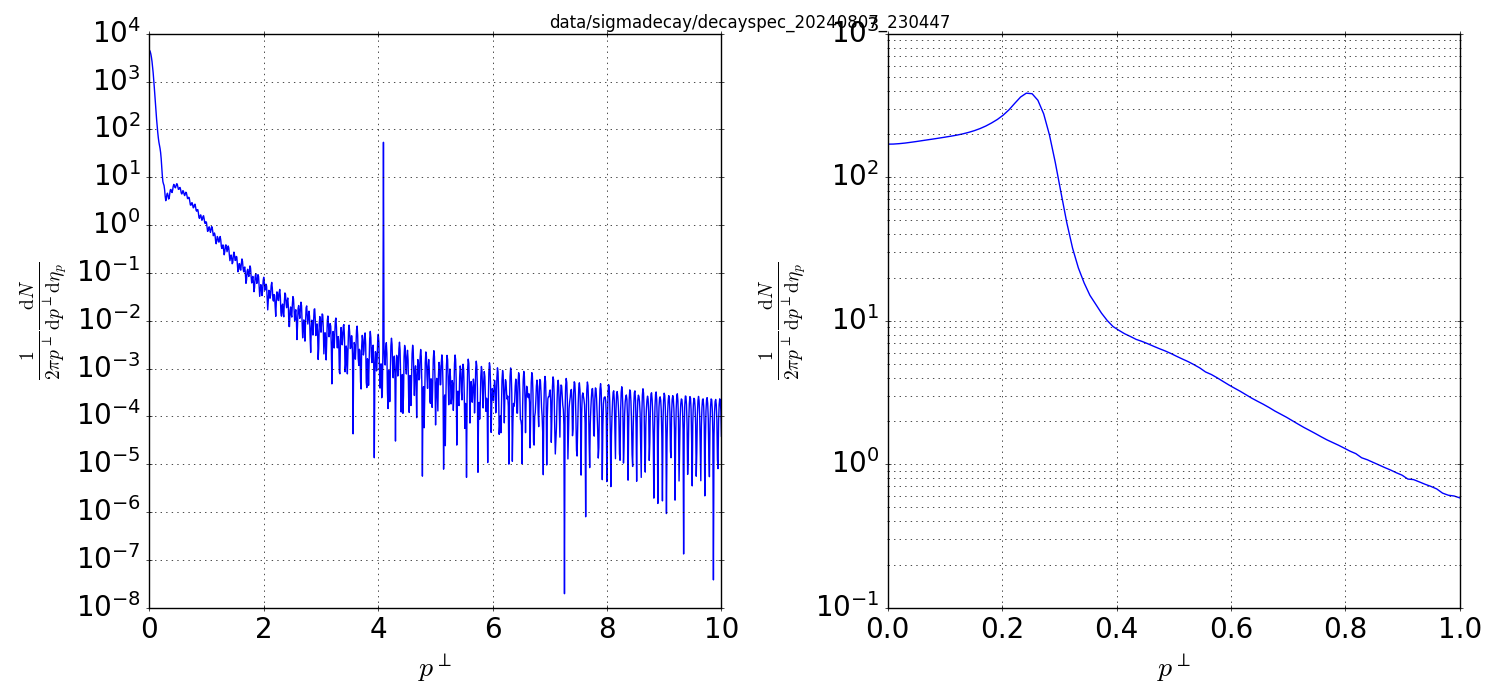 data/sigmadecay/decayspec_20240807_230447
10^4
10^3
10^2
10^1
10^0
10^−1
10^−2
10^−3
10^−4
10^−5
10^−6
10^−7
10^−8
0 2 4 6 8 10
p^⊥
1/(2πp^⊥) dN/(dp^⊥dη_p)
10^3
10^2
10^1
10^0
10^−1
0.0 0.2 0.4 0.6 0.8 1.0
p^⊥
1/(2πp^⊥) dN/(dp^⊥dη_p)